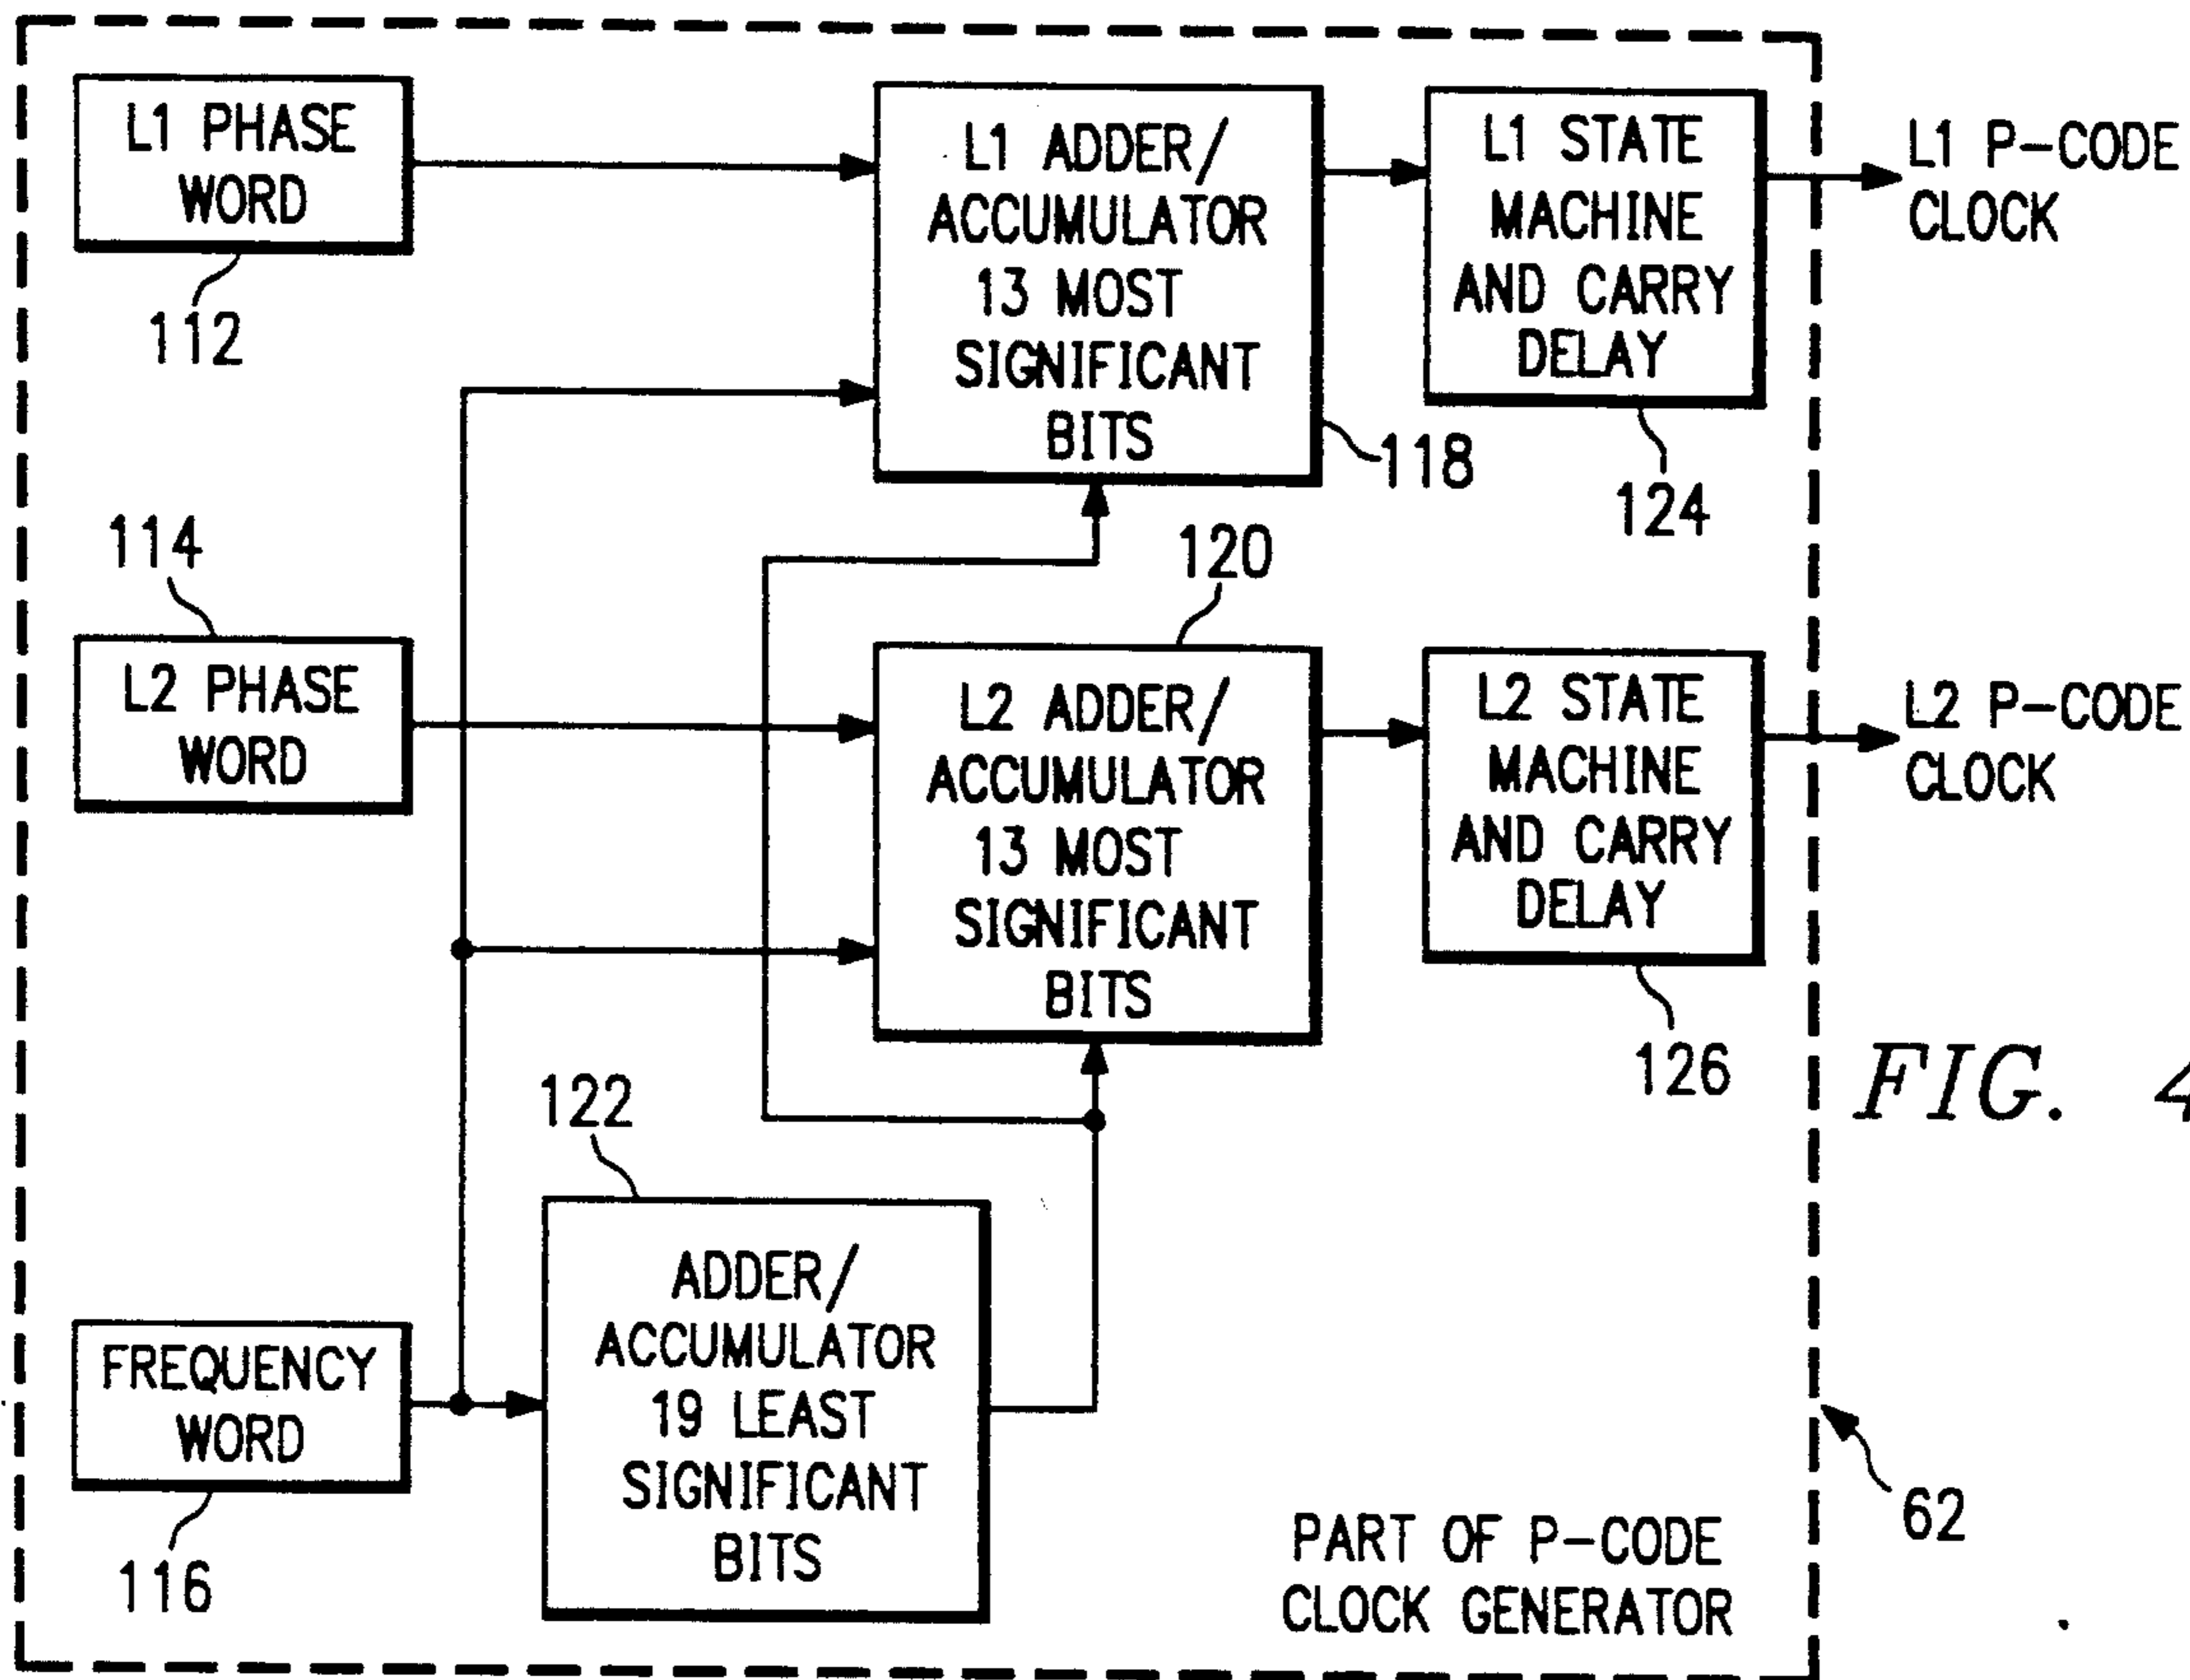 L1 PHASE
WORD
112
L1 ADDER/
ACCUMULATOR
13 MOST
SIGNIFICANT
BITS
118
L1 STATE
MACHINE
AND CARRY
DELAY
124
L1 P-CODE
CLOCK
114
L2 PHASE
WORD
120
L2 ADDER/
ACCUMULATOR
13 MOST
SIGNIFICANT
BITS
L2 STATE
MACHINE
AND CARRY
DELAY
126
L2 P-CODE
CLOCK
FIG. 4
122
ADDER/
ACCUMULATOR
19 LEAST
SIGNIFICANT
BITS
FREQUENCY
WORD
116
PART OF P-CODE
CLOCK GENERATOR
62